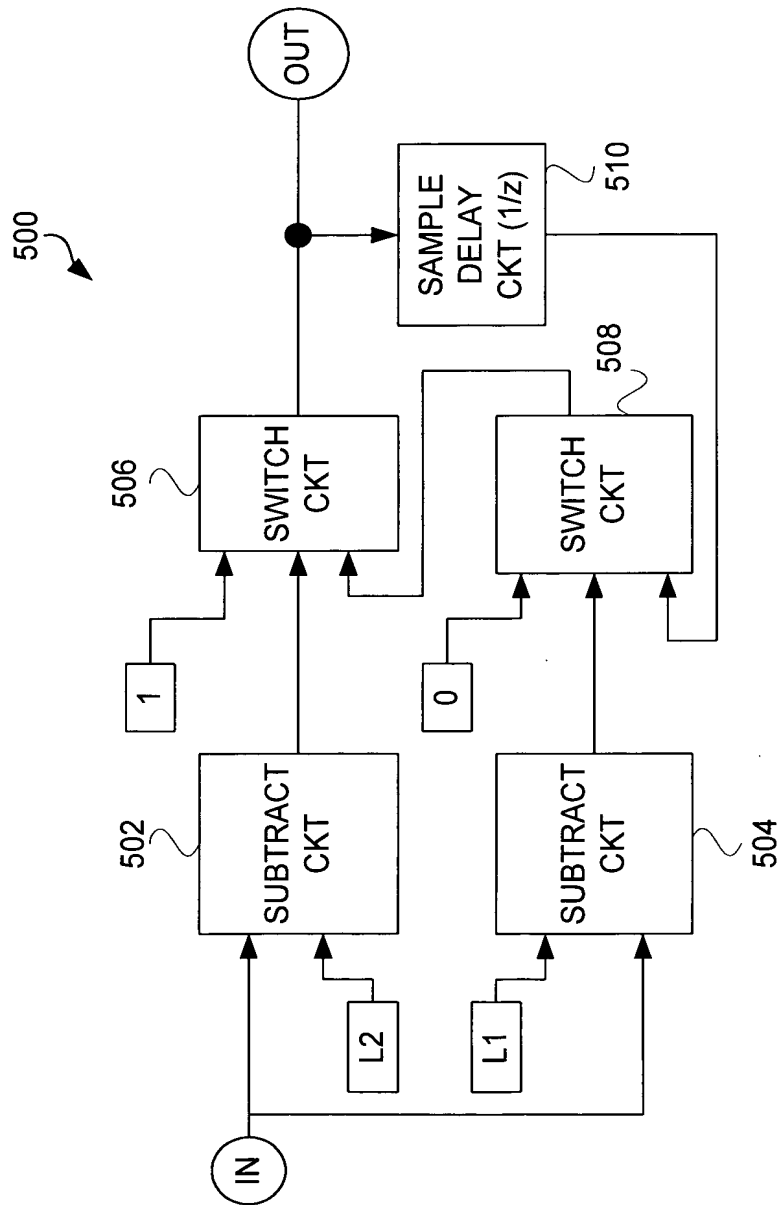 500
IN
L2
L1
502
SUBTRACT
CKT
SUBTRACT
CKT
504
1
0
506
SWITCH
CKT
SWITCH
CKT
508
SAMPLE
DELAY
CKT (1/z)
510
OUT